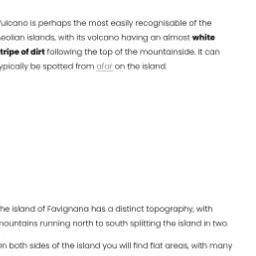 ulcano is perhaps the most easily recognisable of the
eolian islands, with its volcano having an almost white
tripe of dirt following the top of the mountainside. It can
ypically be spotted from afar on the island.
he island of Favignana has a distinct topography, with
ountains running north to south splitting the island in two.
n both sides of the island you will find flat areas, with many